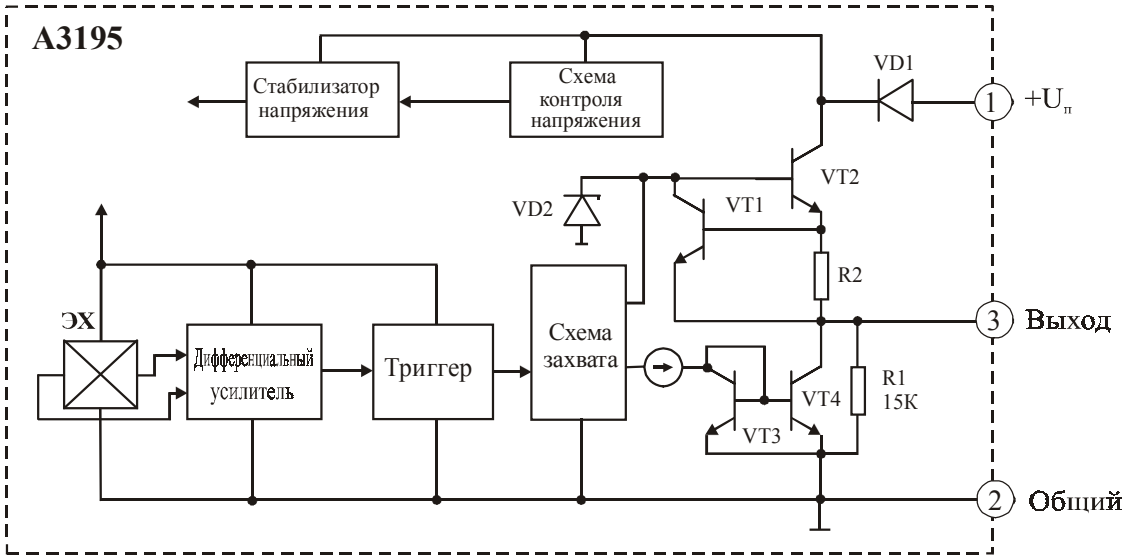 А3195
Стабилизатор
напряжения
Схема
контроля
напряжения
VD1
1
+Uп
VT2
VD2
VT1
R2
ЭХ
Дифференциальный
усилитель
Триггер
Схема
захвата
3
Выход
VT3
VT4
R1
15К
2
Общий